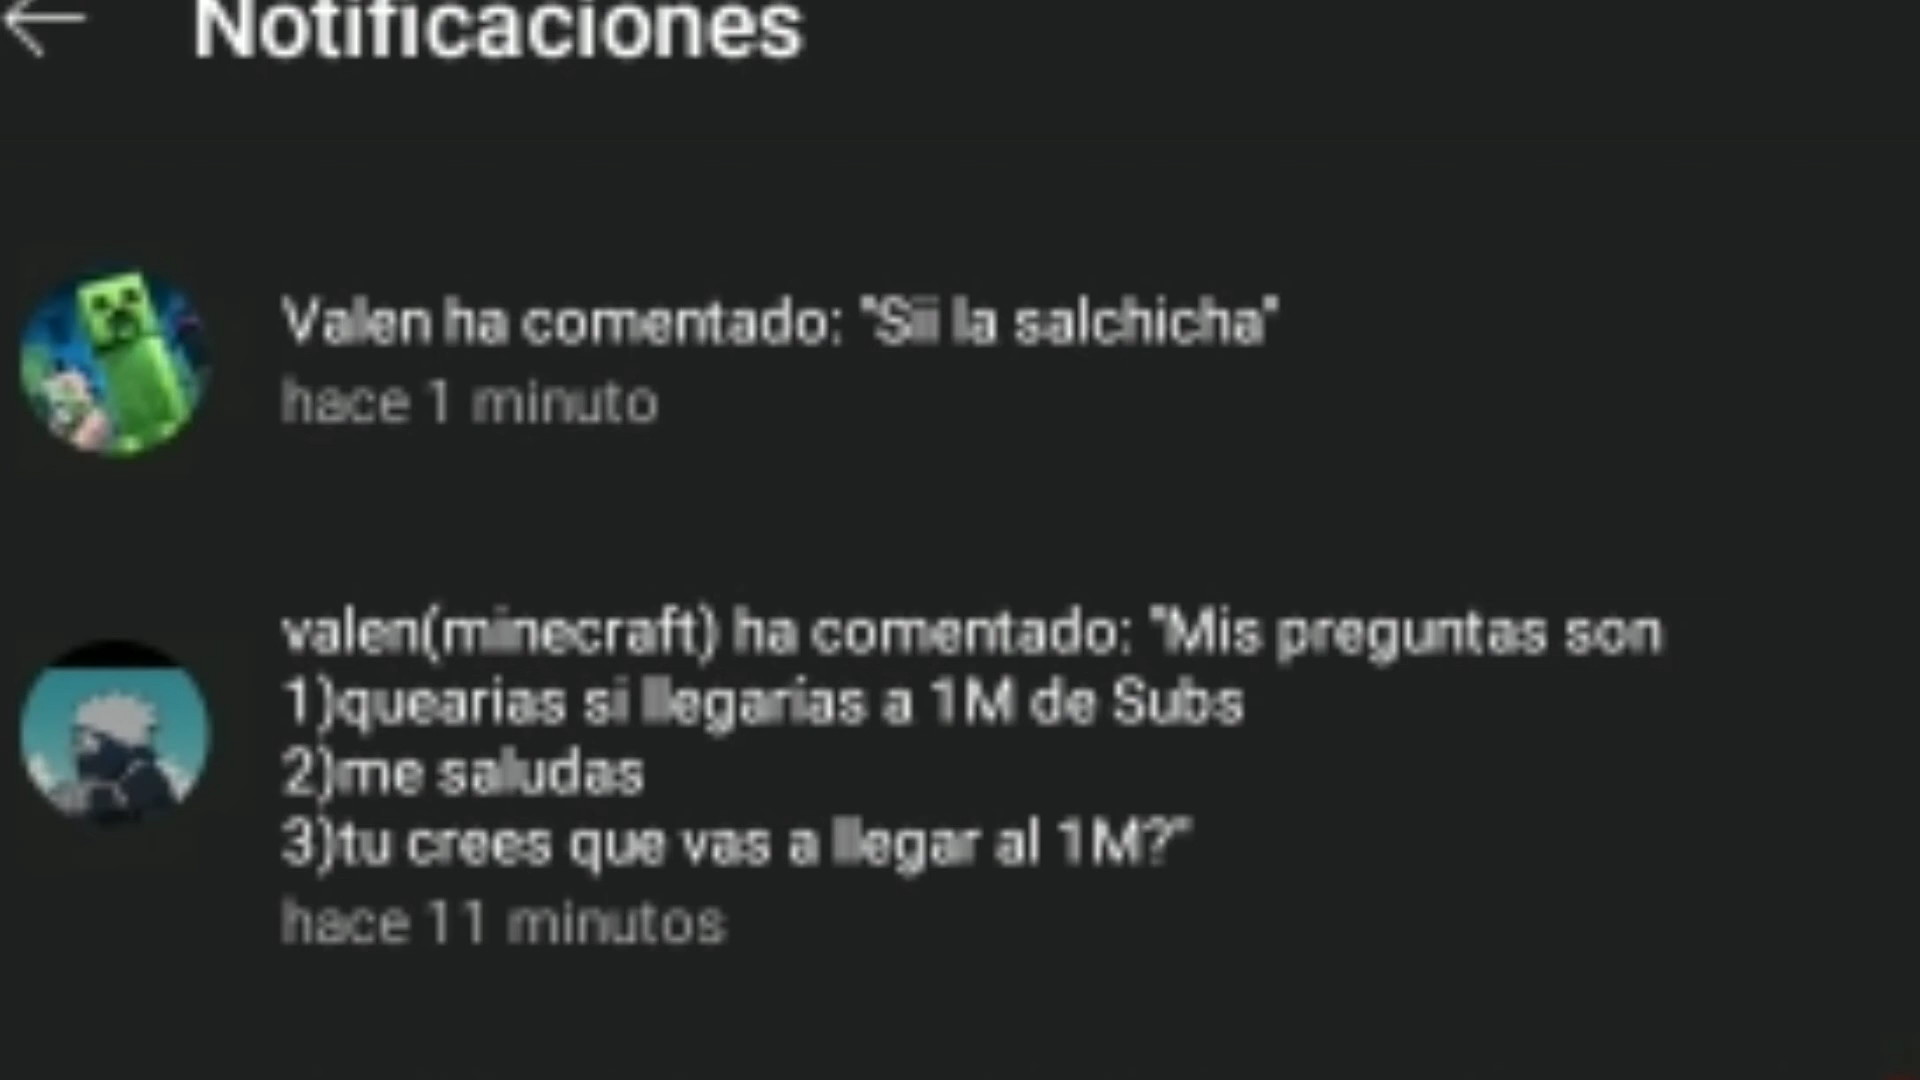 Notificaciones
Valen ha comentado: "Sii la salchicha"
hace 1 minuto
valen(minecraft) ha comentado: "Mis preguntas son
1)quearias si llegarias a 1M de Subs
2)me saludas
3)tu crees que vas a llegar al 1M?"
hace 11 minutos